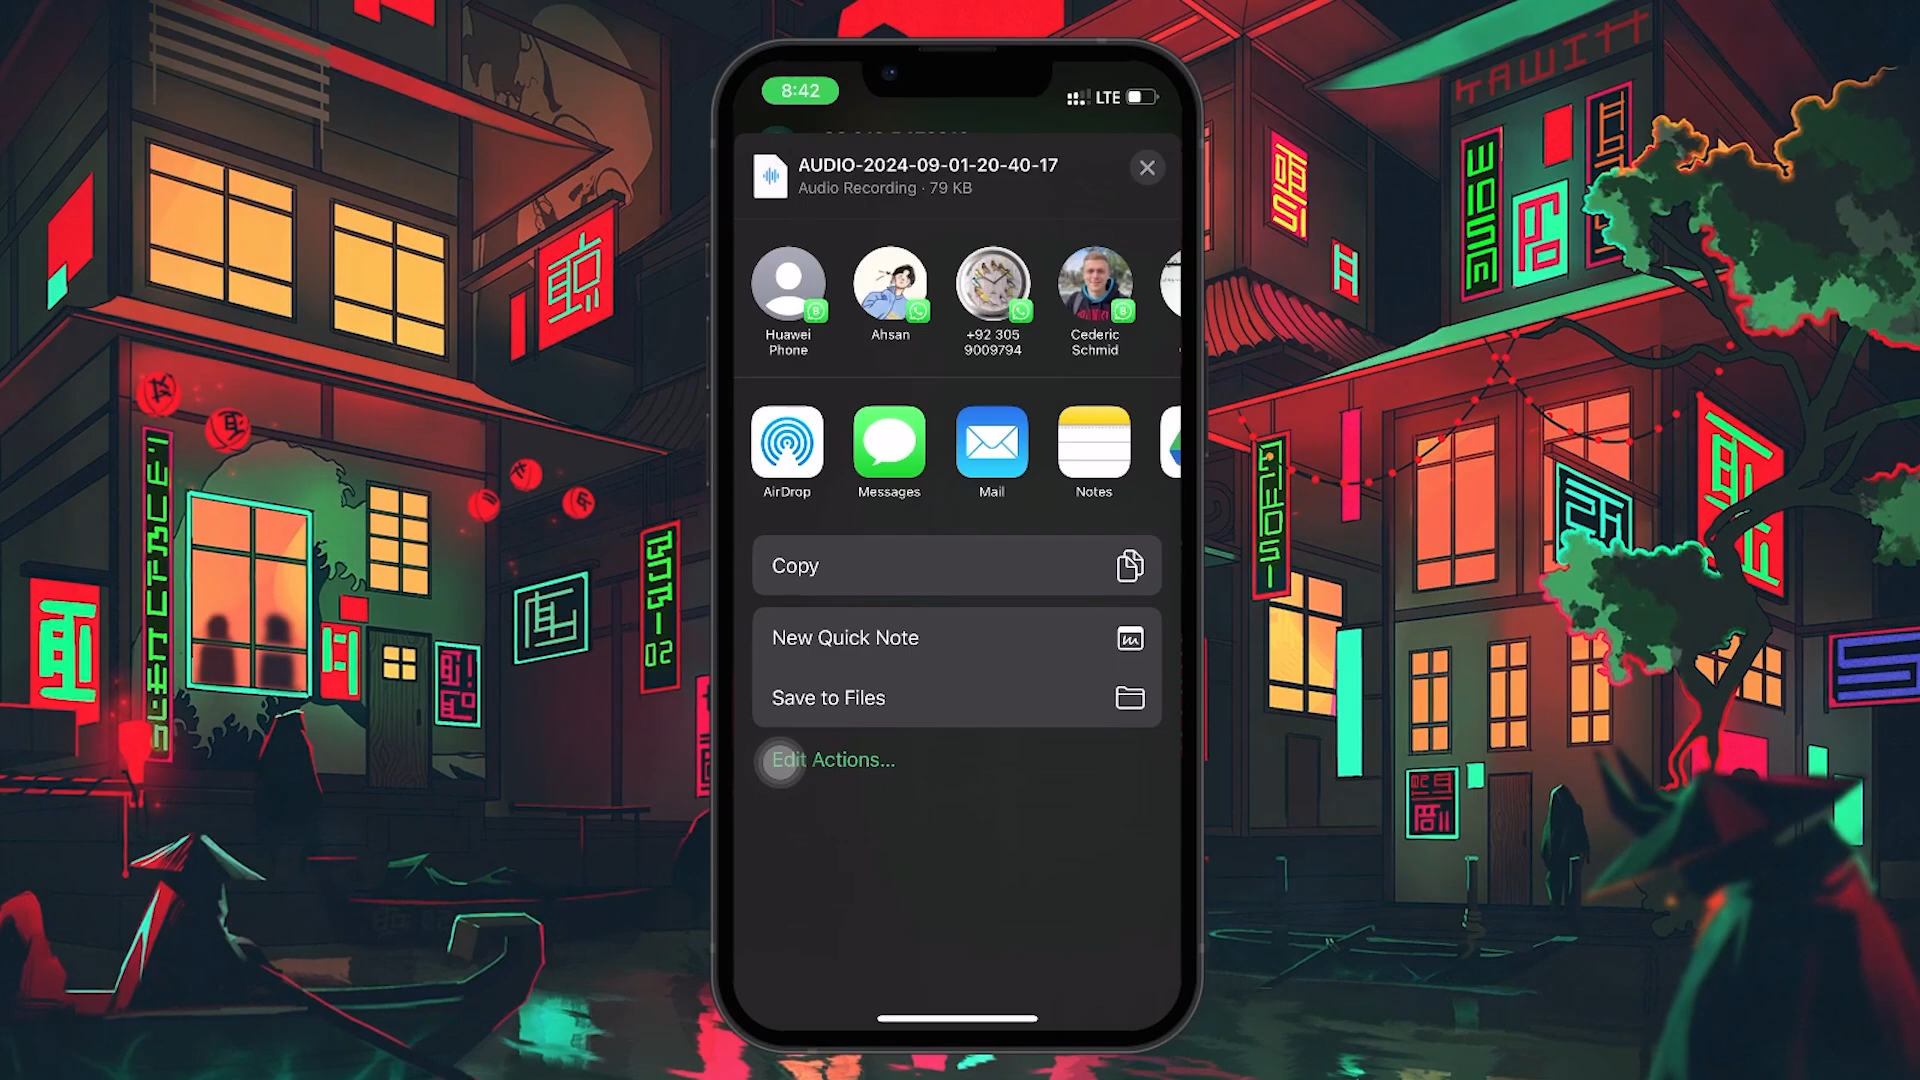 8:42
LTE
AUDIO-2024-09-01-20-40-17
Audio Recording · 79 KB
Huawei Phone
Ahsan
+92 305 9009794
Cederic Schmid
AirDrop
Messages
Mail
Notes
Copy
New Quick Note
Save to Files
Edit Actions...